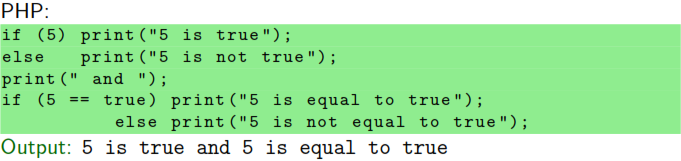 PHP:
if (5) print("5 is true");
else   print("5 is not true");
print(" and ");
if (5 == true) print("5 is equal to true");
          else print("5 is not equal to true");
Output: 5 is true and 5 is equal to true